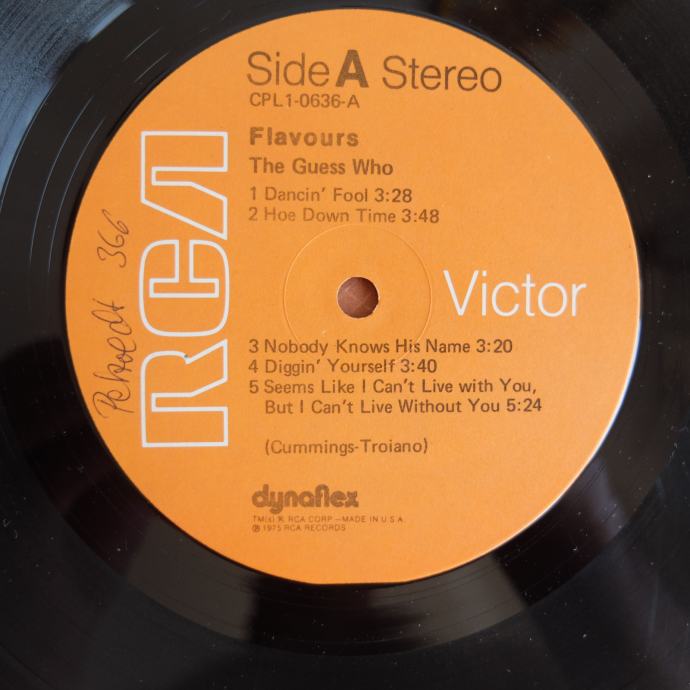 Side A Stereo
CPL1-0636-A
Flavours
The Guess Who
1 Dancin' Fool 3:28
2 Hoe Down Time 3:48
RCA
Victor
366
3 Nobody Knows His Name 3:20
4 Diggin' Yourself 3:40
5 Seems Like I Can't Live with You,
But I Can't Live Without You 5:24
(Cummings-Troiano)
dynaflex
TM(s) ® RCA CORP.—MADE IN U.S.A.
℗ 1975 RCA RECORDS